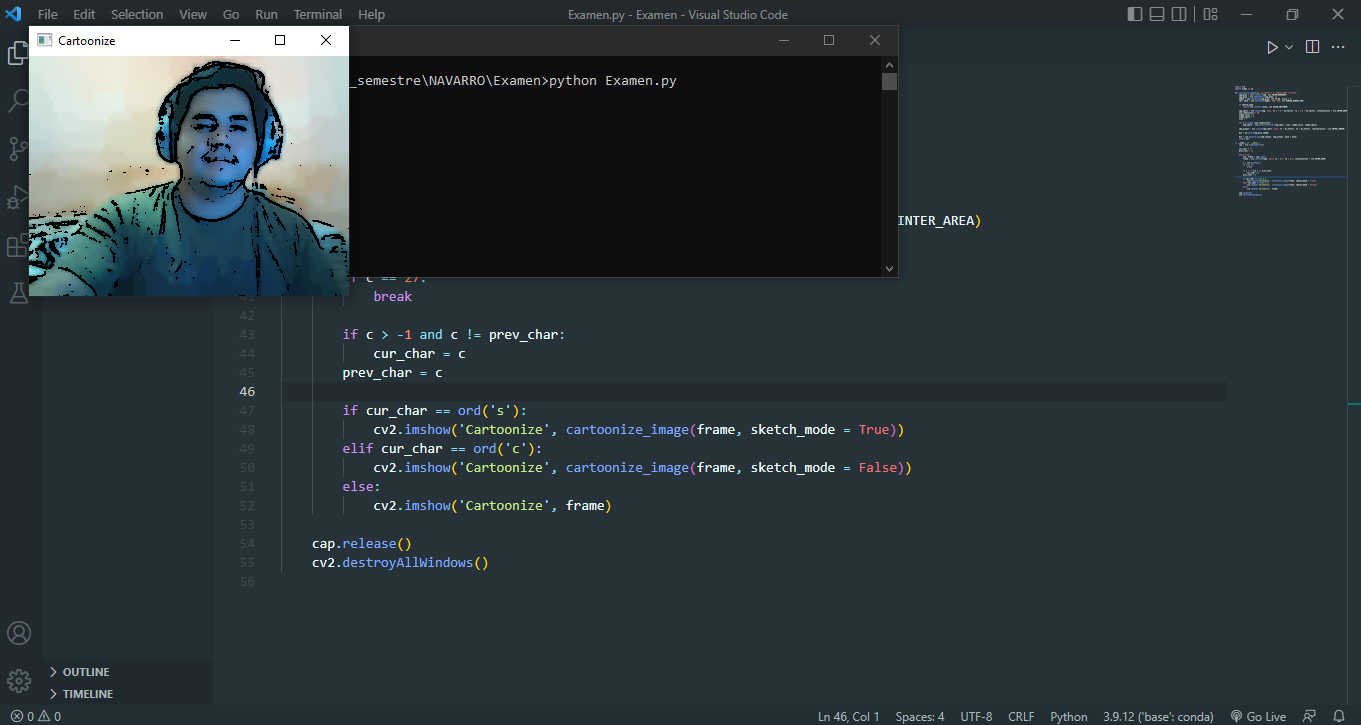 File Edit Selection View Go Run Terminal Help Examen.py - Examen - Visual Studio Code
Cartoonize
_semestre\NAVARRO\Examen>python Examen.py
INTER_AREA)
c == 27:
41 break
42
43 if c > -1 and c != prev_char:
44 cur_char = c
45 prev_char = c
46
47 if cur_char == ord('s'):
48 cv2.imshow('Cartoonize', cartoonize_image(frame, sketch_mode = True))
49 elif cur_char == ord('c'):
50 cv2.imshow('Cartoonize', cartoonize_image(frame, sketch_mode = False))
51 else:
52 cv2.imshow('Cartoonize', frame)
53
54 cap.release()
55 cv2.destroyAllWindows()
56
OUTLINE
TIMELINE
0 0 Ln 46, Col 1 Spaces: 4 UTF-8 CRLF Python 3.9.12 ('base': conda) Go Live